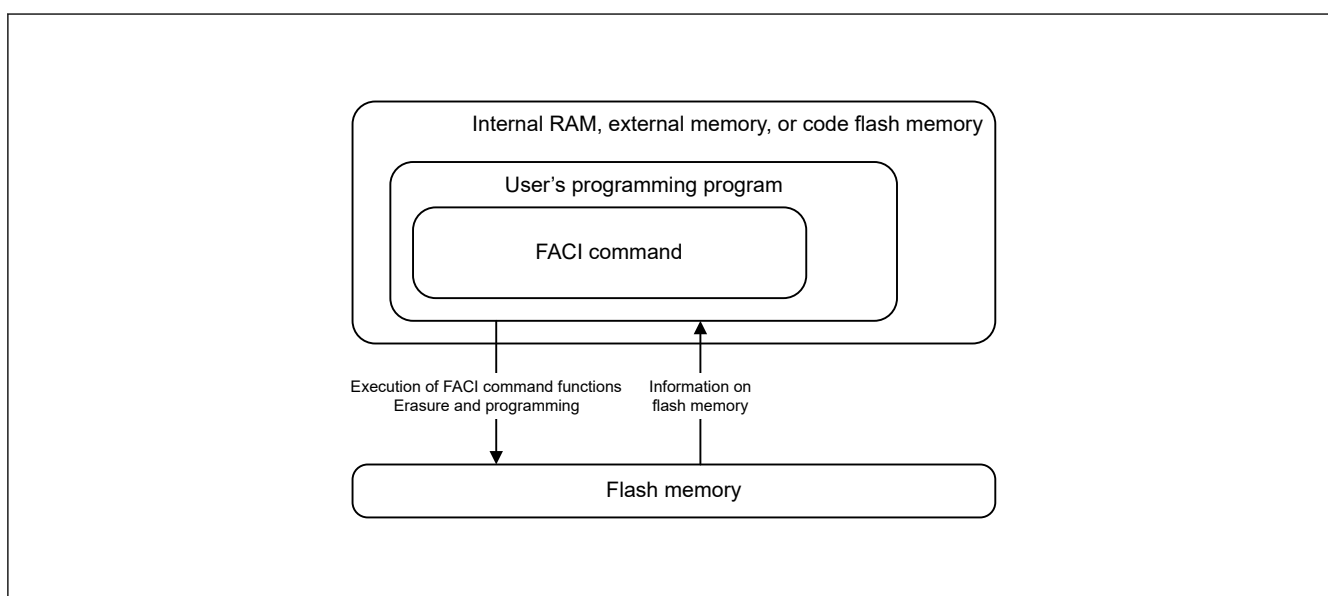 Internal RAM, external memory, or code flash memory
User’s programming program
FACI command
Execution of FACI command functions
Erasure and programming
Information on
flash memory
Flash memory